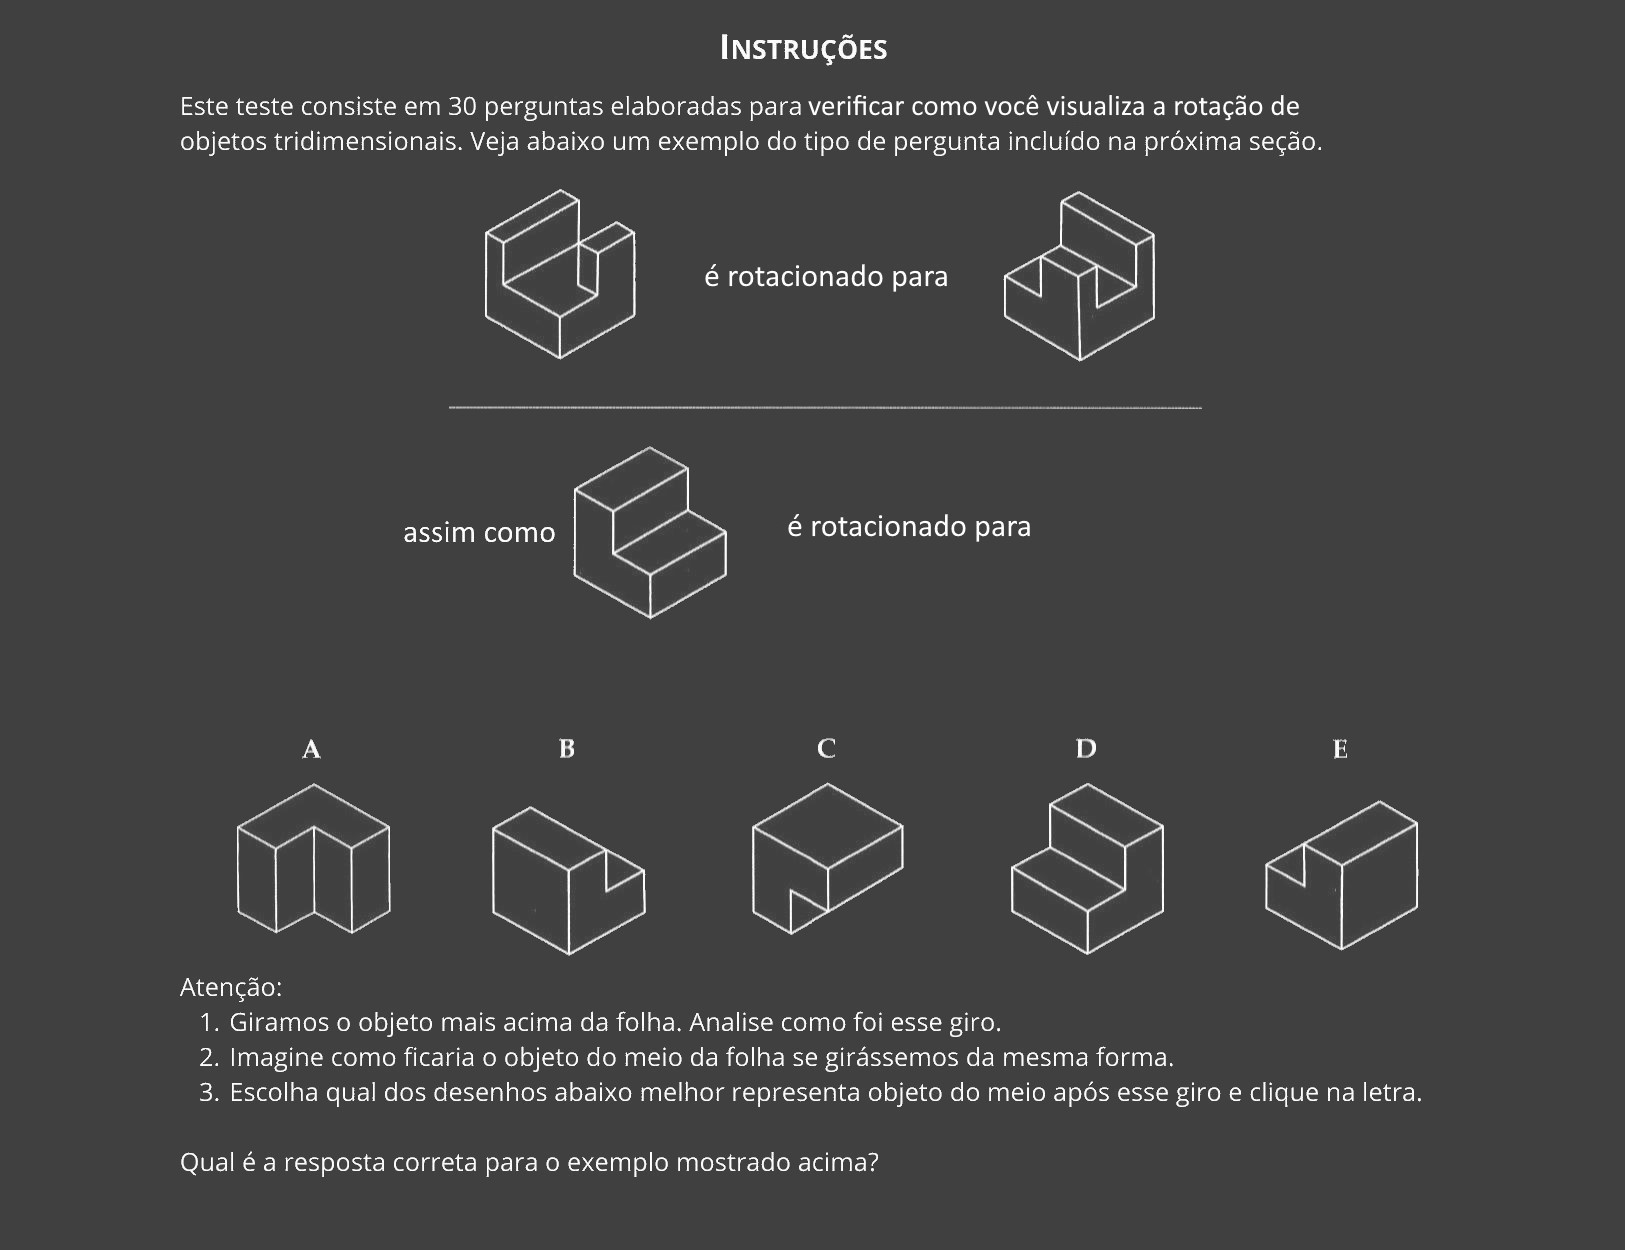 INSTRUÇÕES
Este teste consiste em 30 perguntas elaboradas para verificar como você visualiza a rotação de
objetos tridimensionais. Veja abaixo um exemplo do tipo de pergunta incluído na próxima seção.
é rotacionado para
assim como é rotacionado para
A B C D E
Atenção:
1. Giramos o objeto mais acima da folha. Analise como foi esse giro.
2. Imagine como ficaria o objeto do meio da folha se girássemos da mesma forma.
3. Escolha qual dos desenhos abaixo melhor representa objeto do meio após esse giro e clique na letra.
Qual é a resposta correta para o exemplo mostrado acima?